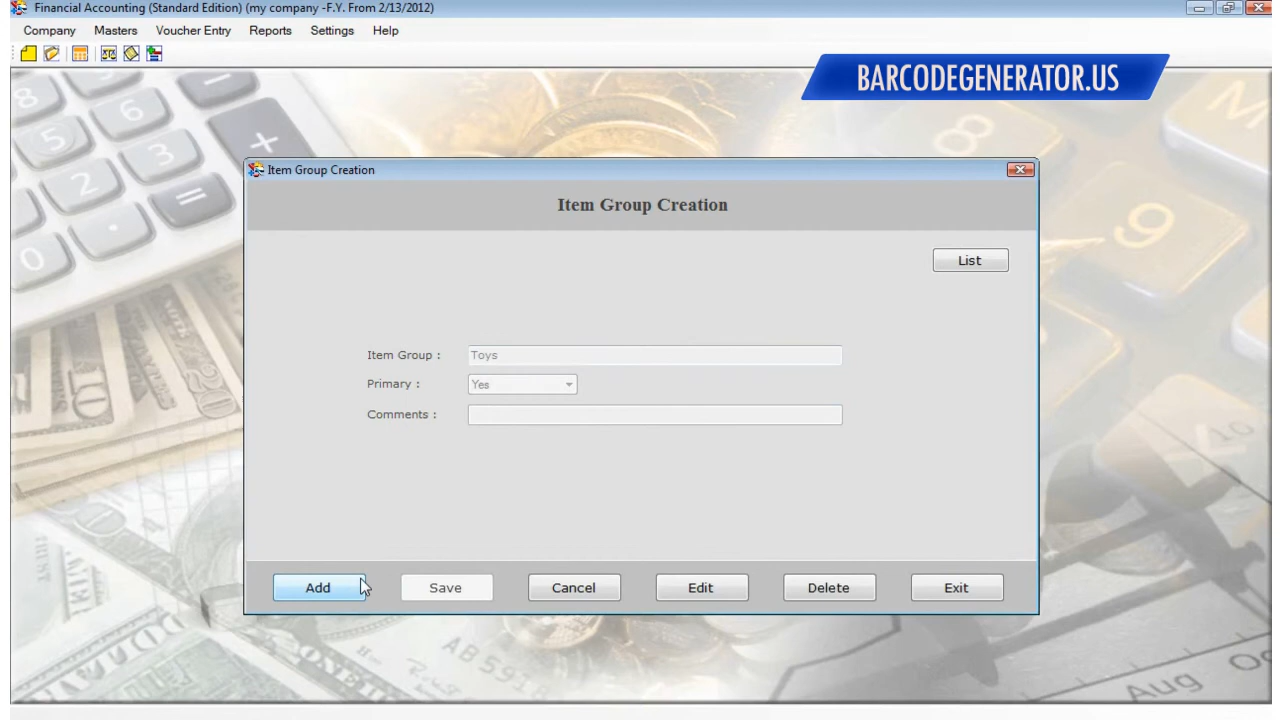 Financial Accounting (Standard Edition) (my company -F.Y. From 2/13/2012)
Company Masters Voucher Entry Reports Settings Help
BARCODEGENERATOR.US
Item Group Creation
Item Group Creation
List
Item Group : Toys
Primary : Yes
Comments :
Add Save Cancel Edit Delete Exit